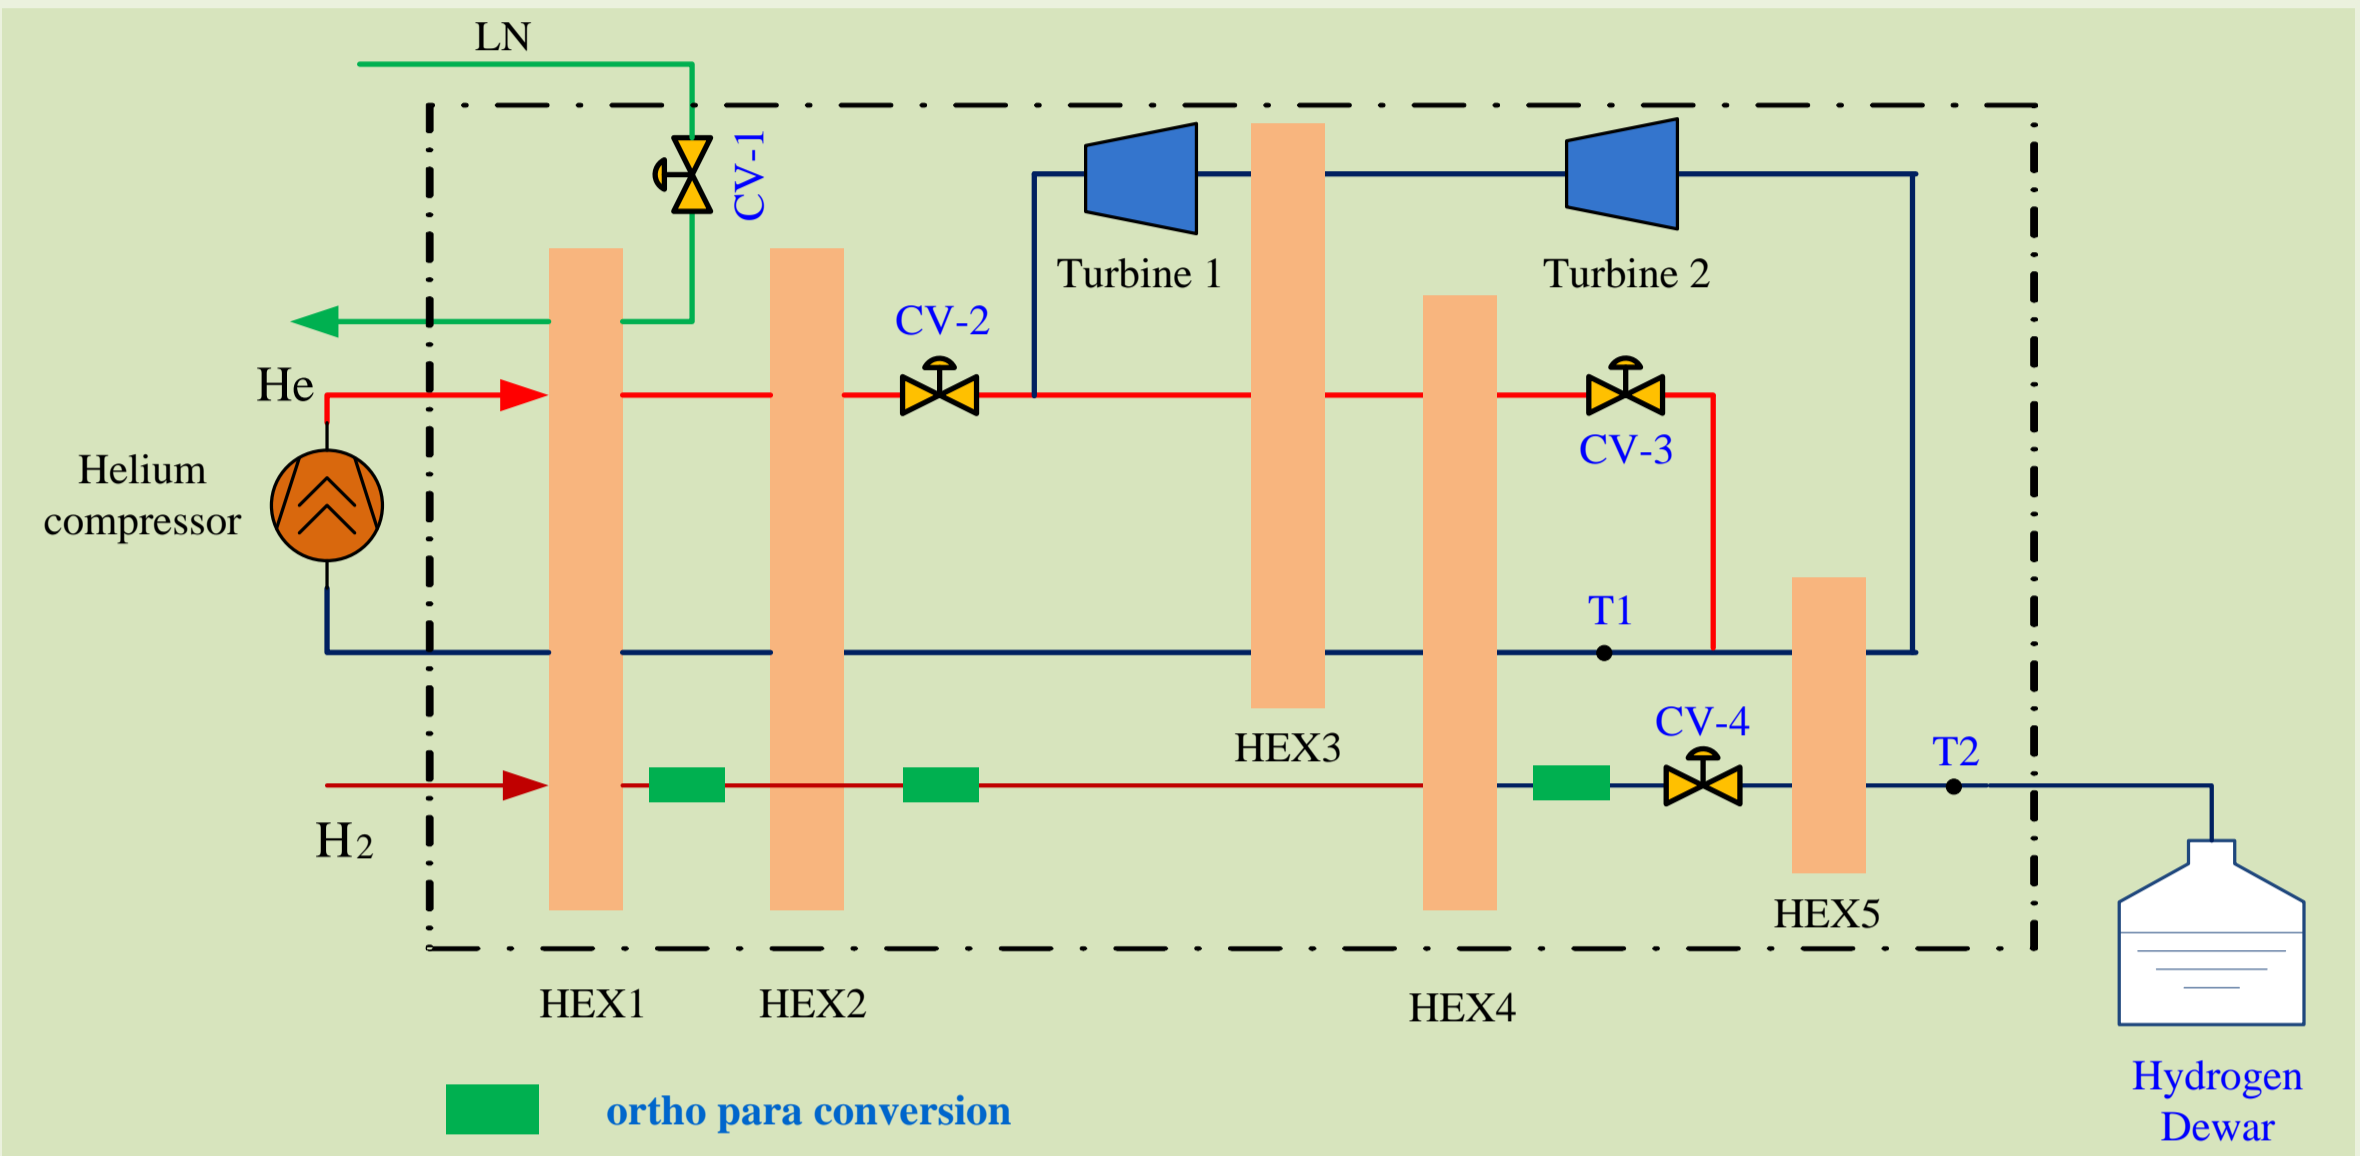 LN
CV-1
Turbine 1
Turbine 2
CV-2
He
CV-3
Helium
compressor
T1
CV-4
T2
HEX3
H2
HEX5
HEX1
HEX2
HEX4
Hydrogen
Dewar
ortho para conversion